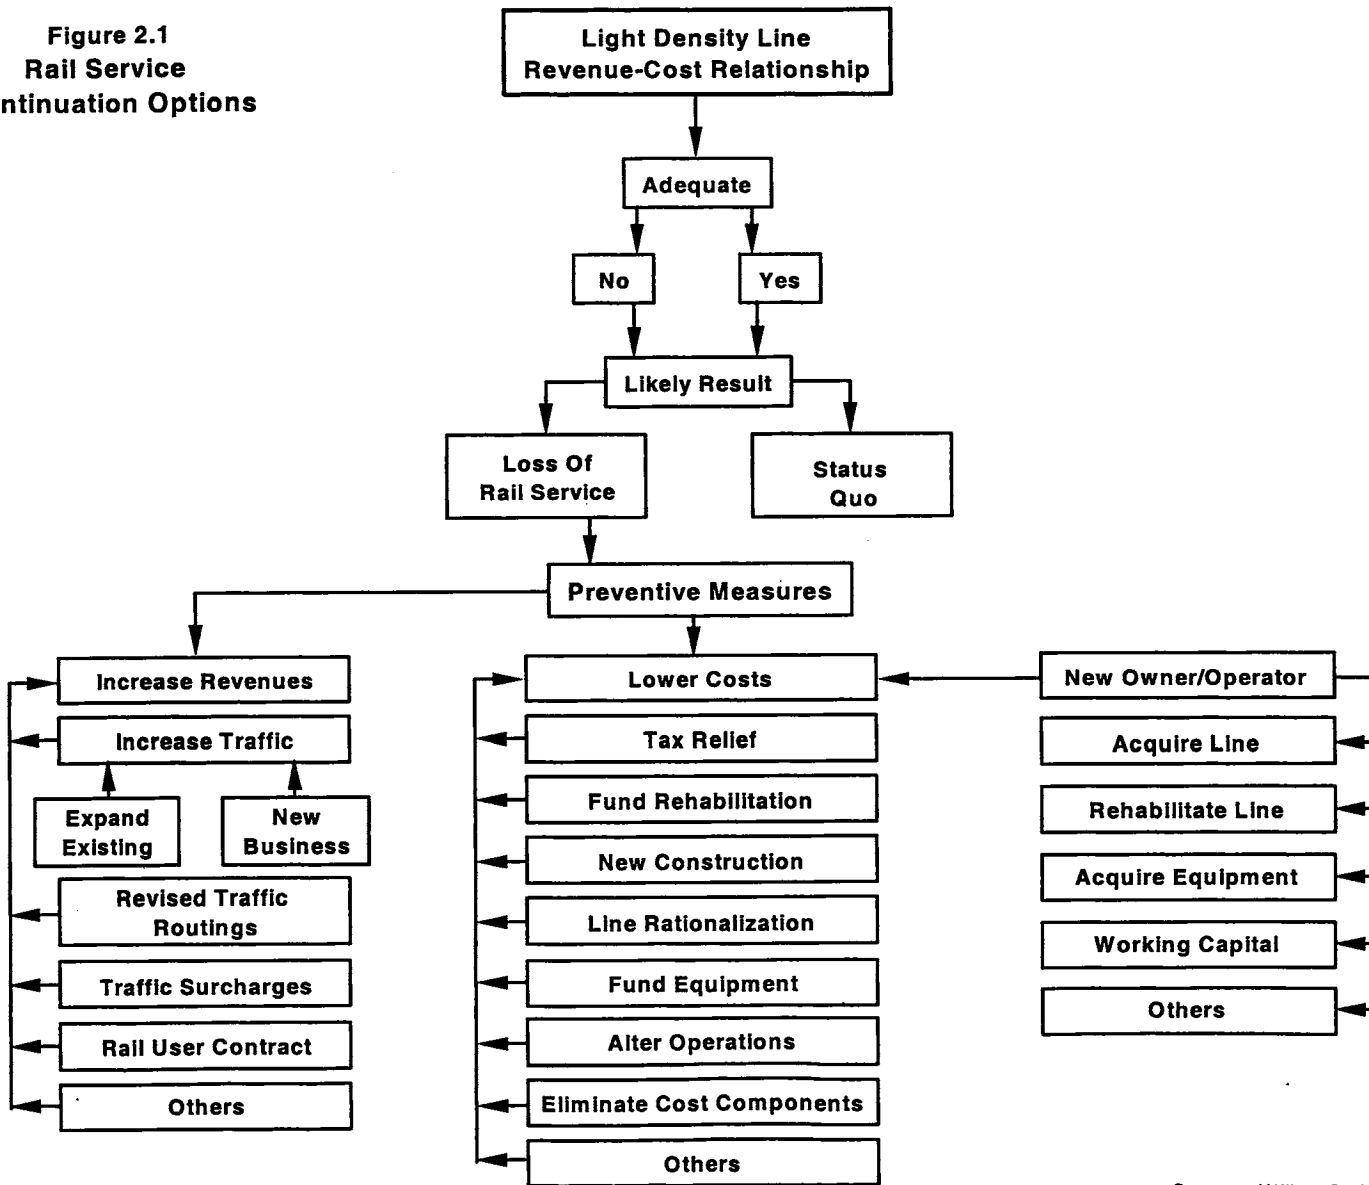 Figure 2.1
Rail Service
ntinuation Options
Light Density Line
Revenue-Cost Relationship
Adequate
No
Yes
Likely Result
Loss Of
Rail Service
Status
Quo
Preventive Measures
Increase Revenues
Increase Traffic
Expand
Existing
New
Business
Revised Traffic
Routings
Traffic Surcharges
Rail User Contract
Others
Lower Costs
Tax Relief
Fund Rehabilitation
New Construction
Line Rationalization
Fund Equipment
Alter Operations
Eliminate Cost Components
Others
New Owner/Operator
Acquire Line
Rehabilitate Line
Acquire Equipment
Working Capital
Others